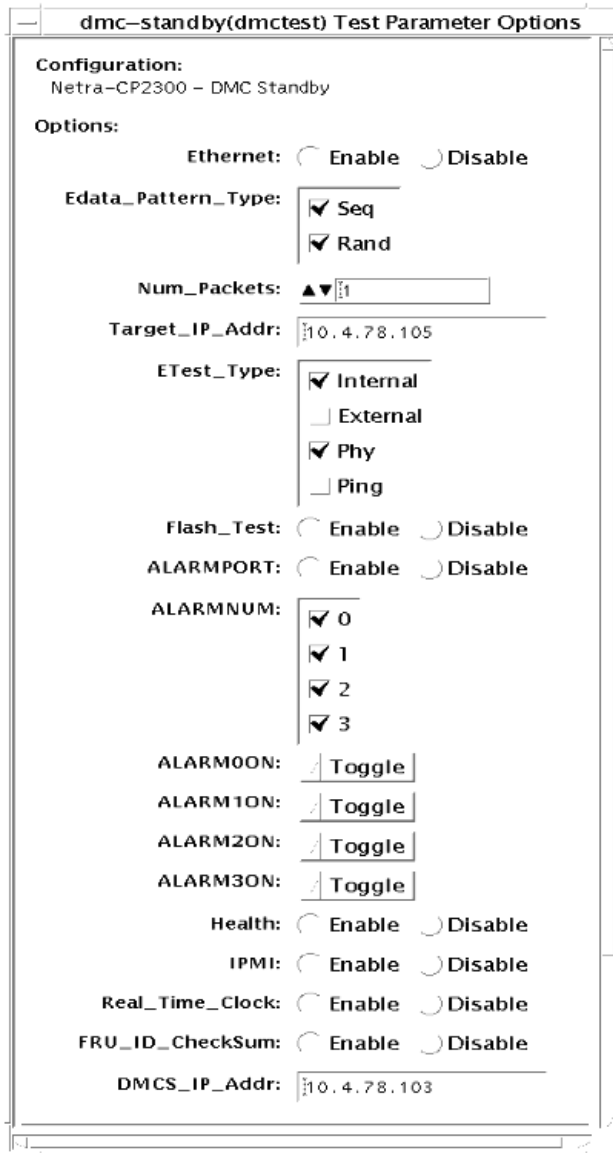 dmc-standby(dmctest) Test Parameter Options
Configuration:
Netra-CP2300 - DMC Standby
Options:
Ethernet: Enable Disable
Edata_Pattern_Type: Seq
Rand
Num_Packets: 1
Target_IP_Addr: 10.4.78.105
ETest_Type: Internal
External
Phy
Ping
Flash_Test: Enable Disable
ALARMPORT: Enable Disable
ALARMNUM: 0
1
2
3
ALARM0ON: Toggle
ALARM1ON: Toggle
ALARM2ON: Toggle
ALARM3ON: Toggle
Health: Enable Disable
IPMI: Enable Disable
Real_Time_Clock: Enable Disable
FRU_ID_CheckSum: Enable Disable
DMCS_IP_Addr: 10.4.78.103